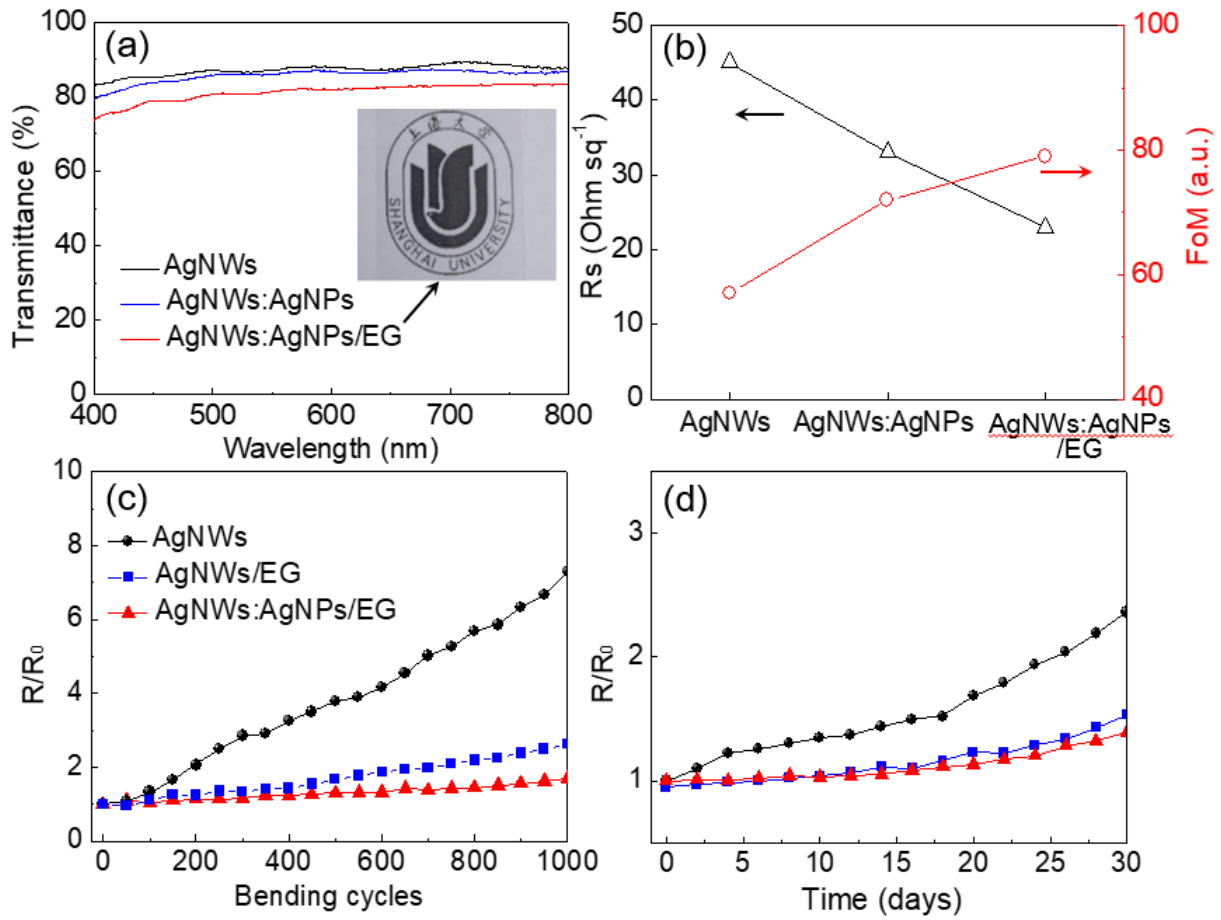 (a)
100
80
60
40
20
0
Transmittance (%)
400 500 600 700 800
Wavelength (nm)
AgNWs
AgNWs:AgNPs
AgNWs:AgNPs/EG
上海大学
SHANGHAI UNIVERSITY
(b)
50
40
30
20
10
0
Rs (Ohm sq⁻¹)
100
80
60
40
FoM (a.u.)
AgNWs AgNWs:AgNPs AgNWs:AgNPs
/EG
(c)
10
8
6
4
2
0
R/R₀
AgNWs
AgNWs/EG
AgNWs:AgNPs/EG
0 200 400 600 800 1000
Bending cycles
(d)
3
2
1
R/R₀
0 5 10 15 20 25 30
Time (days)